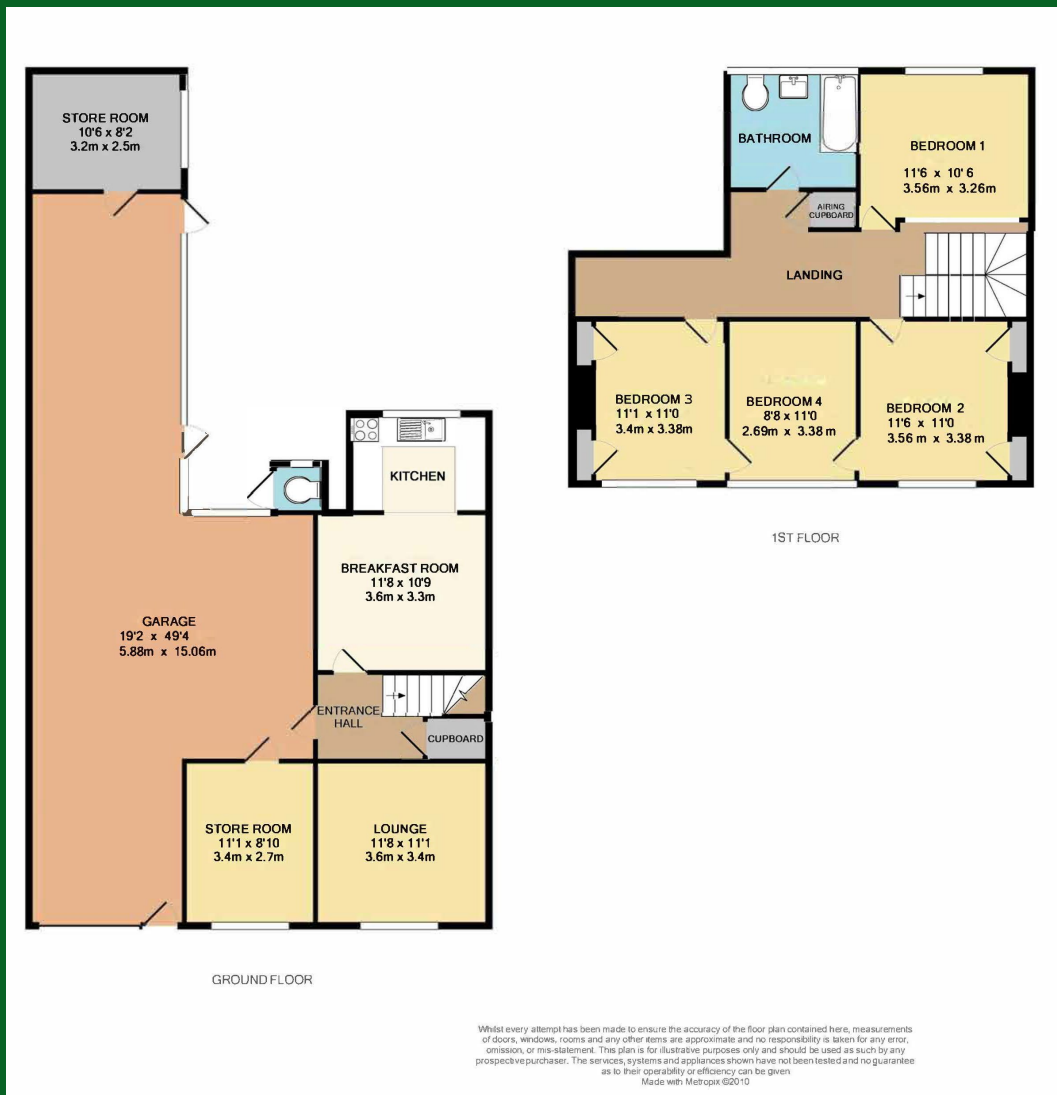 STORE ROOM
10'6 x 8'2
3.2m x 2.5m
KITCHEN
BREAKFAST ROOM
11'8 x 10'9
3.6m x 3.3m
GARAGE
19'2 x 49'4
5.88m x 15.06m
ENTRANCE
HALL
CUPBOARD
STORE ROOM
11'1 x 8'10
3.4m x 2.7m
LOUNGE
11'8 x 11'1
3.6m x 3.4m
GROUND FLOOR
BATHROOM
BEDROOM 1
11'6 x 10'6
3.56m x 3.26m
AIRING
CUPBOARD
LANDING
BEDROOM 3
11'1 x 11'0
3.4m x 3.38m
BEDROOM 4
8'8 x 11'0
2.69m x 3.38 m
BEDROOM 2
11'6 x 11'0
3.56 m x 3.38 m
1ST FLOOR
Whilst every attempt has been made to ensure the accuracy of the floor plan contained here, measurements
of doors, windows, rooms and any other items are approximate and no responsibility is taken for any error,
omission, or mis-statement. This plan is for illustrative purposes only and should be used as such by any
prospective purchaser. The services, systems and appliances shown have not been tested and no guarantee
as to their operability or efficiency can be given
Made with Metropix ©2010